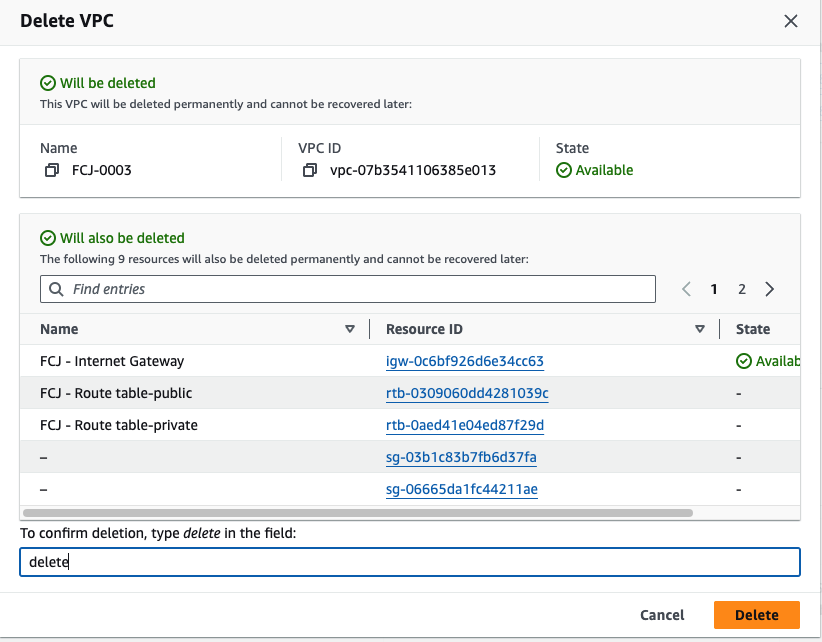 Delete VPC
Will be deleted
This VPC will be deleted permanently and cannot be recovered later:
Name VPC ID State
FCJ-0003 vpc-07b3541106385e013 Available
Will also be deleted
The following 9 resources will also be deleted permanently and cannot be recovered later:
Find entries 1 2
Name Resource ID State
FCJ - Internet Gateway igw-0c6bf926d6e34cc63 Availab
FCJ - Route table-public rtb-0309060dd4281039c -
FCJ - Route table-private rtb-0aed41e04ed87f29d -
– sg-03b1c83b7fb6d37fa -
– sg-06665da1fc44211ae -
To confirm deletion, type delete in the field:
delete
Cancel Delete